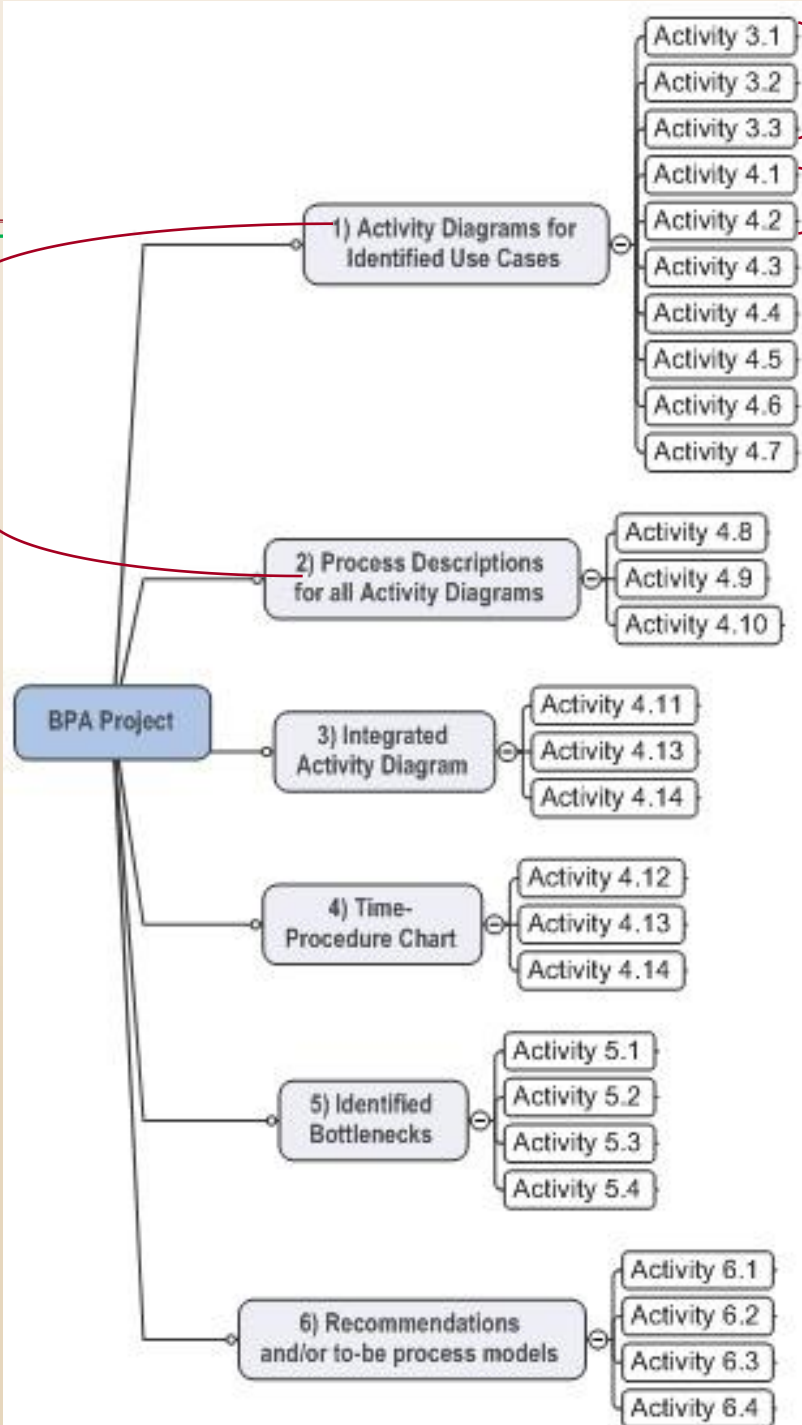 Activity 3.1
Activity 3.2
Activity 3.3
Activity 4.1
Activity 4.2
Activity 4.3
Activity 4.4
Activity 4.5
Activity 4.6
Activity 4.7
1) Activity Diagrams for
Identified Use Cases
Activity 4.8
Activity 4.9
Activity 4.10
2) Process Descriptions
for all Activity Diagrams
BPA Project
Activity 4.11
Activity 4.13
Activity 4.14
3) Integrated
Activity Diagram
Activity 4.12
Activity 4.13
Activity 4.14
4) Time-
Procedure Chart
Activity 5.1
Activity 5.2
Activity 5.3
Activity 5.4
5) Identified
Bottlenecks
Activity 6.1
Activity 6.2
Activity 6.3
Activity 6.4
6) Recommendations
and/or to-be process models